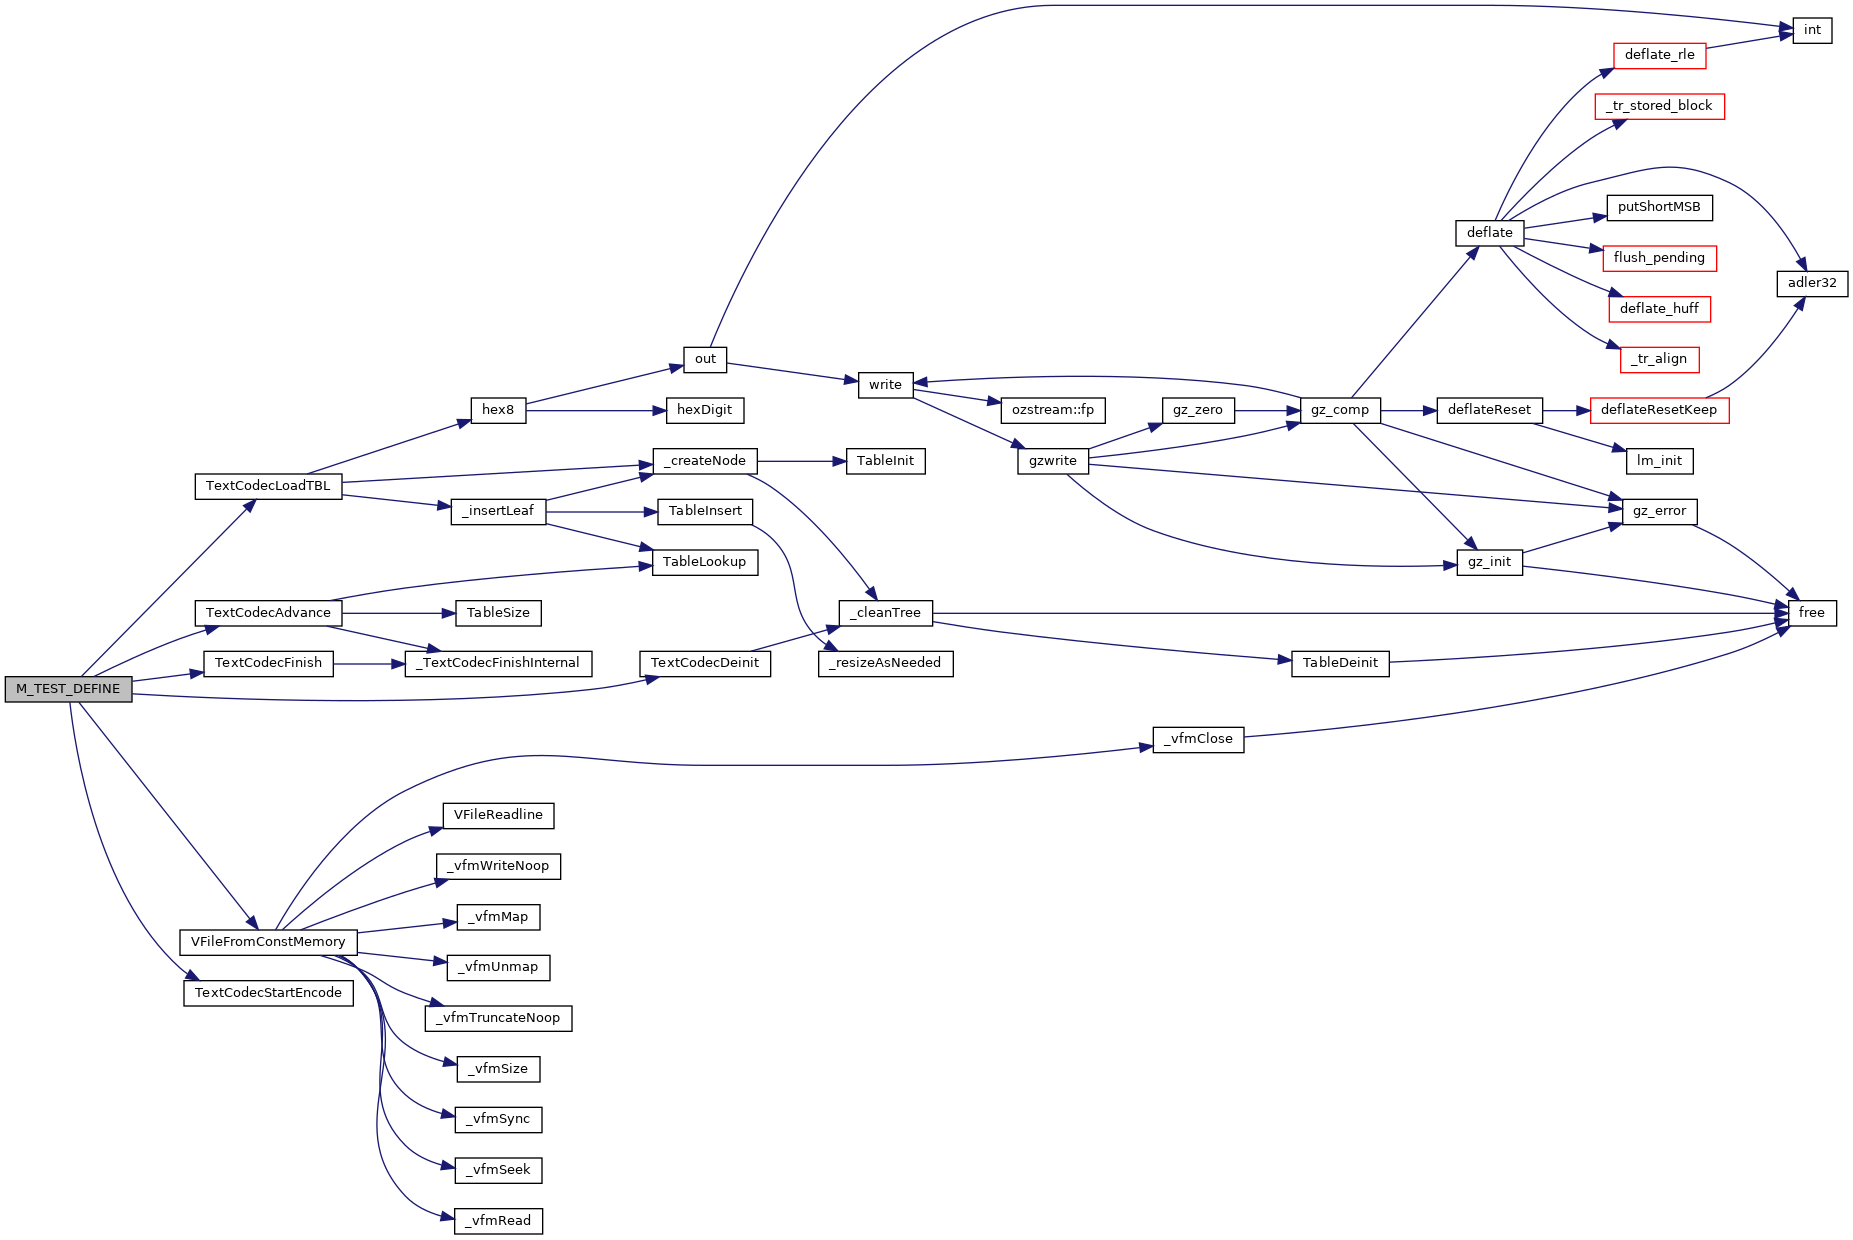 int
deflate_rle
_tr_stored_block
putShortMSB
deflate
flush_pending
adler32
deflate_huff
out
_tr_align
write
hex8
hexDigit
ozstream::fp
gz_zero
gz_comp
deflateReset
deflateResetKeep
_createNode
TableInit
gzwrite
lm_init
TextCodecLoadTBL
_insertLeaf
TableInsert
gz_error
TableLookup
gz_init
TextCodecAdvance
TableSize
_cleanTree
free
TextCodecFinish
_TextCodecFinishInternal
TextCodecDeinit
_resizeAsNeeded
TableDeinit
M_TEST_DEFINE
_vfmClose
VFileReadline
_vfmWriteNoop
_vfmMap
VFileFromConstMemory
_vfmUnmap
TextCodecStartEncode
_vfmTruncateNoop
_vfmSize
_vfmSync
_vfmSeek
_vfmRead